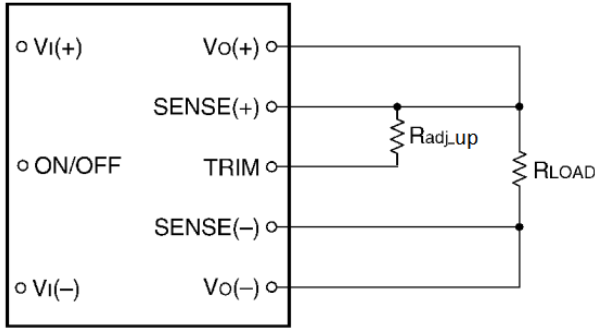 VI(+) VO(+)
SENSE(+)
Radj_up
ON/OFF TRIM
RLOAD
SENSE(−)
VI(−) VO(−)